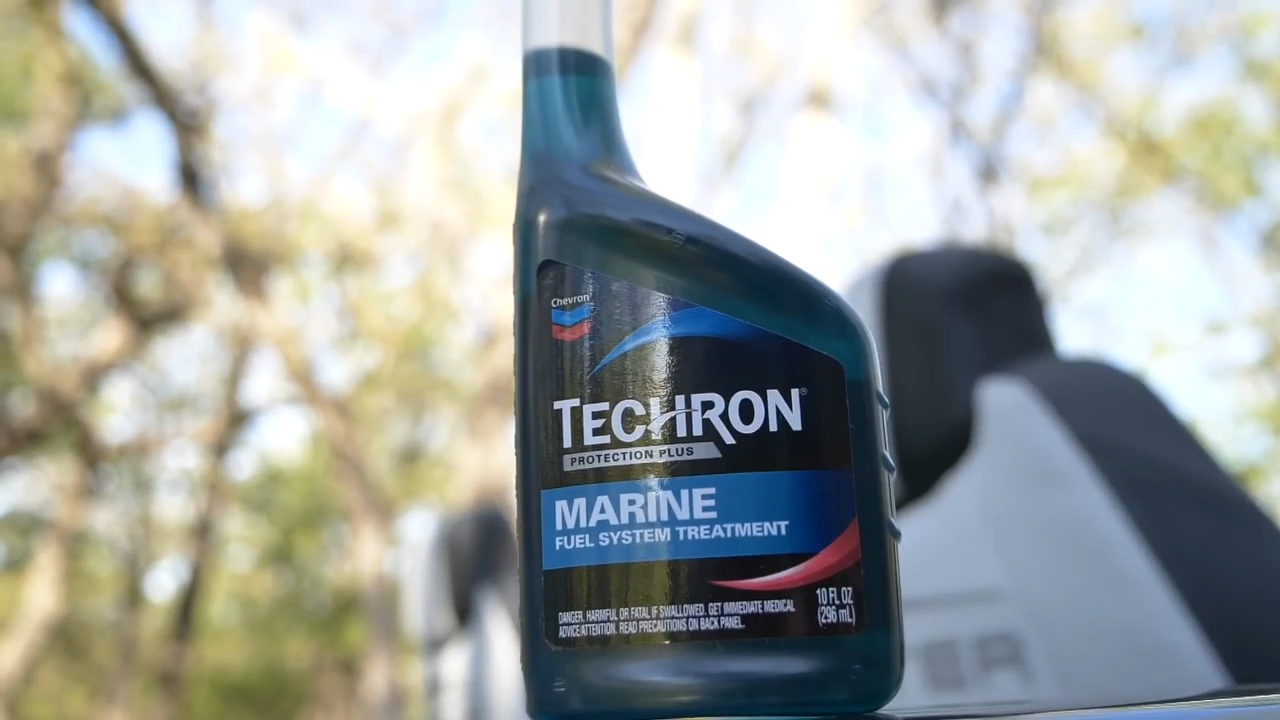 Chevron
TECHRON®
PROTECTION PLUS
MARINE
FUEL SYSTEM TREATMENT
DANGER. HARMFUL OR FATAL IF SWALLOWED. GET IMMEDIATE MEDICAL
ADVICE/ATTENTION. READ PRECAUTIONS ON BACK PANEL.
10 FL OZ
(296 mL)